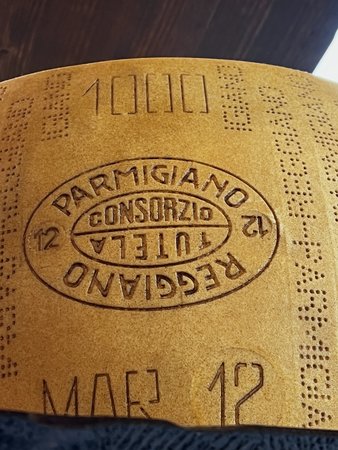 1000
PARMIGIANO
CONSORZIO
12 12
TUTELA
REGGIANO
MAR 12